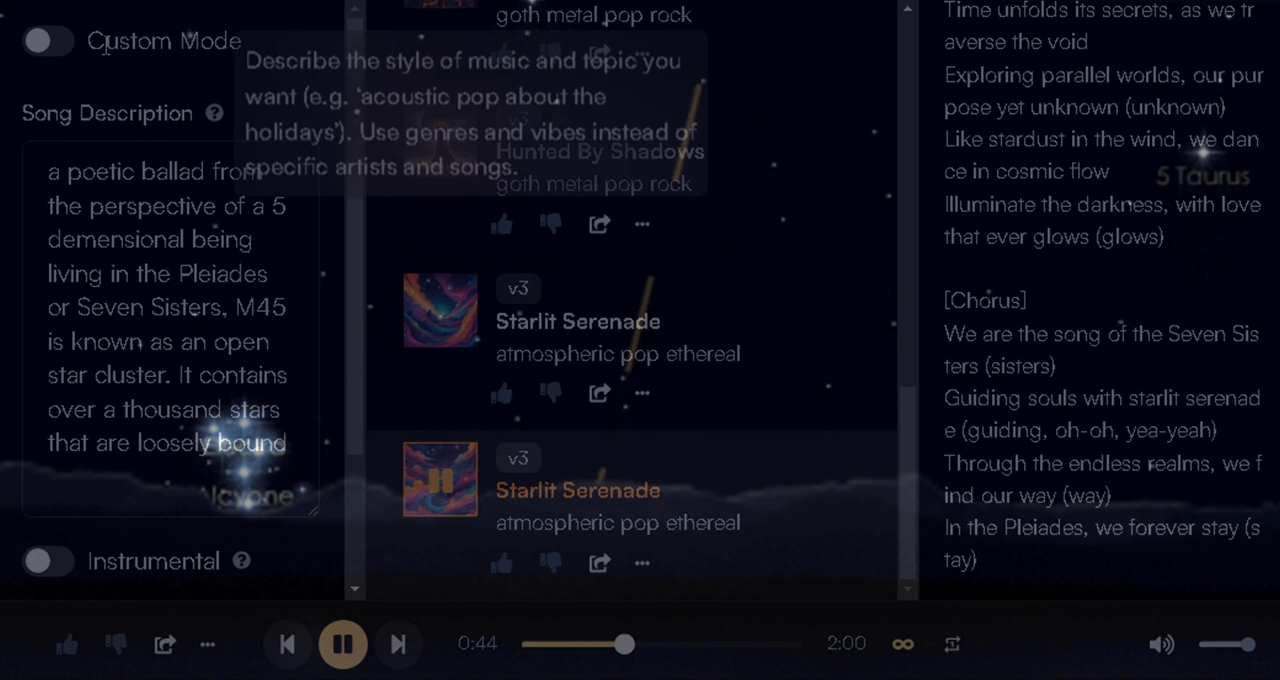 Custom Mode
Song Description
a poetic ballad from
the perspective of a 5
demensional being
living in the Pleiades
or Seven Sisters, M45
is known as an open
star cluster. It contains
over a thousand stars
that are loosely bound
Instrumental
Describe the style of music and topic you
want (e.g. ‘acoustic pop about the
holidays’). Use genres and vibes instead of
specific artists and songs.
goth metal pop rock
v3
Hunted By Shadows
goth metal pop rock
v3
Starlit Serenade
atmospheric pop ethereal
v3
Starlit Serenade
atmospheric pop ethereal
Time unfolds its secrets, as we tr
averse the void
Exploring parallel worlds, our pur
pose yet unknown (unknown)
Like stardust in the wind, we dan
ce in cosmic flow
Illuminate the darkness, with love
that ever glows (glows)
[Chorus]
We are the song of the Seven Sis
ters (sisters)
Guiding souls with starlit serenad
e (guiding, oh-oh, yea-yeah)
Through the endless realms, we f
ind our way (way)
In the Pleiades, we forever stay (s
tay)
5 Taurus
0:44
2:00